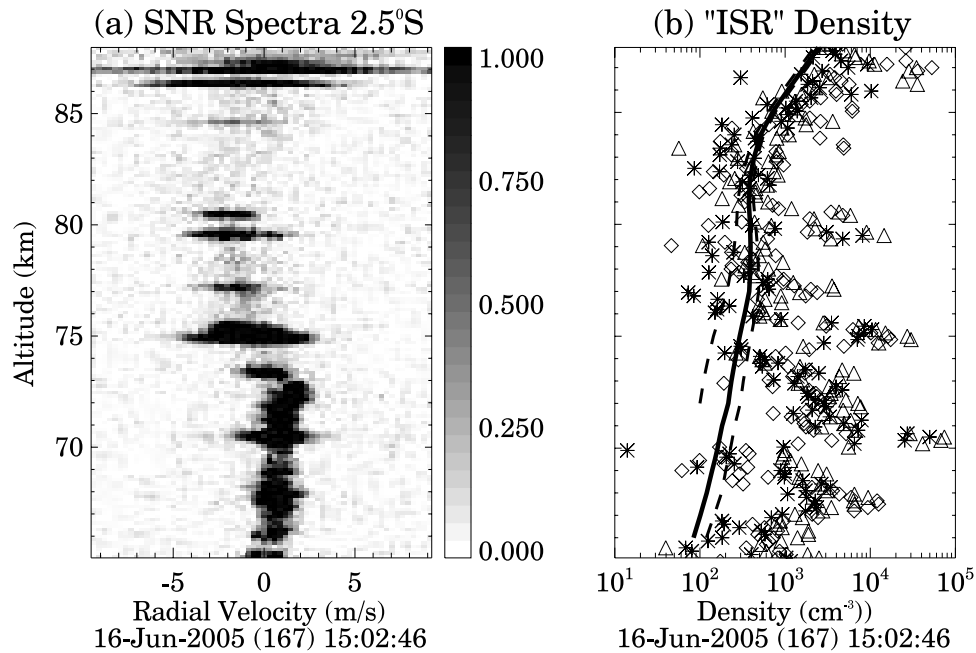 (a) SNR Spectra 2.5⁰S
(b) "ISR" Density
Altitude (km)
85
80
75
70
-5 0 5
Radial Velocity (m/s)
16-Jun-2005 (167) 15:02:46
1.000
0.750
0.500
0.250
0.000
10¹ 10² 10³ 10⁴ 10⁵
Density (cm⁻³))
16-Jun-2005 (167) 15:02:46